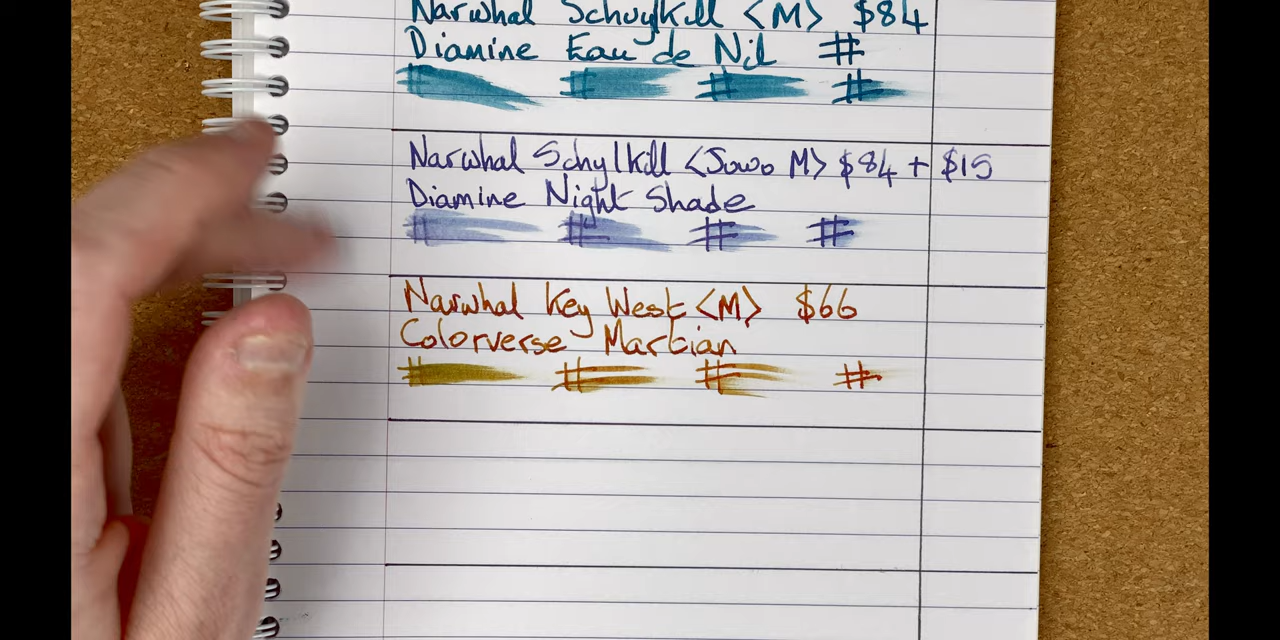 Narwhal Schuylkill <M> $84
Diamine Eau de Nil #
# # # #
Narwhal Schylkill <Jowo M> $84 + $15
Diamine Night Shade
# # # #
Narwhal Key West <M> $66
Colorverse Martian
# # # #